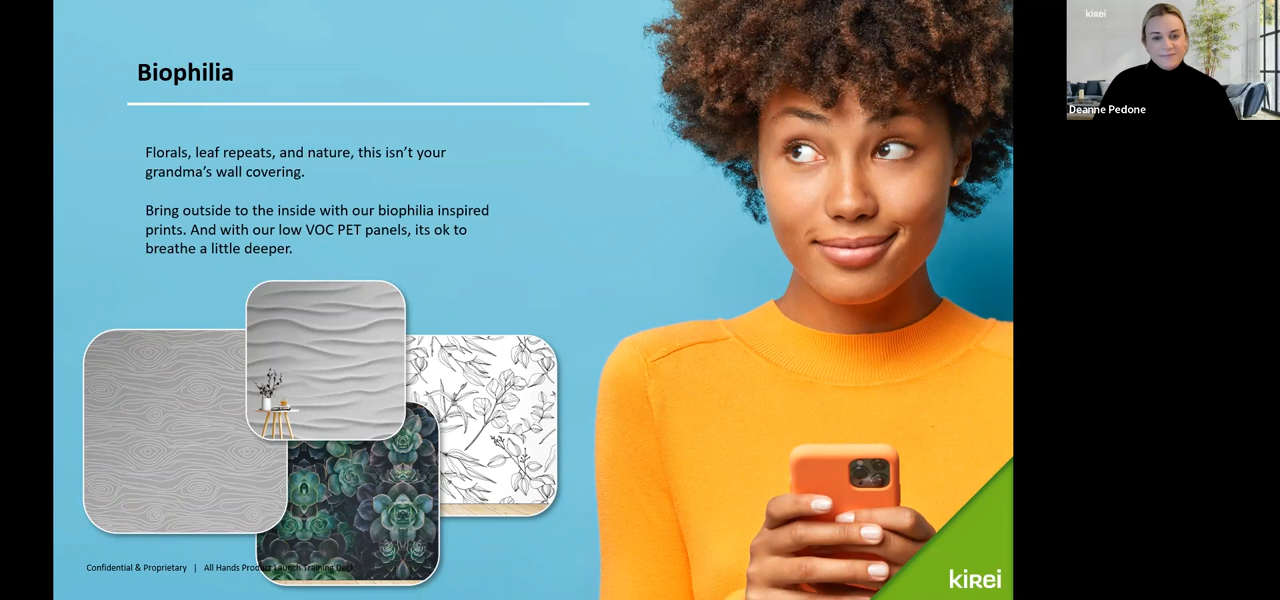 Biophilia
Florals, leaf repeats, and nature, this isn’t your
grandma’s wall covering.
Bring outside to the inside with our biophilia inspired
prints. And with our low VOC PET panels, its ok to
breathe a little deeper.
Confidential & Proprietary | All Hands Product Launch Training Deck
kirei
kirei
Deanne Pedone